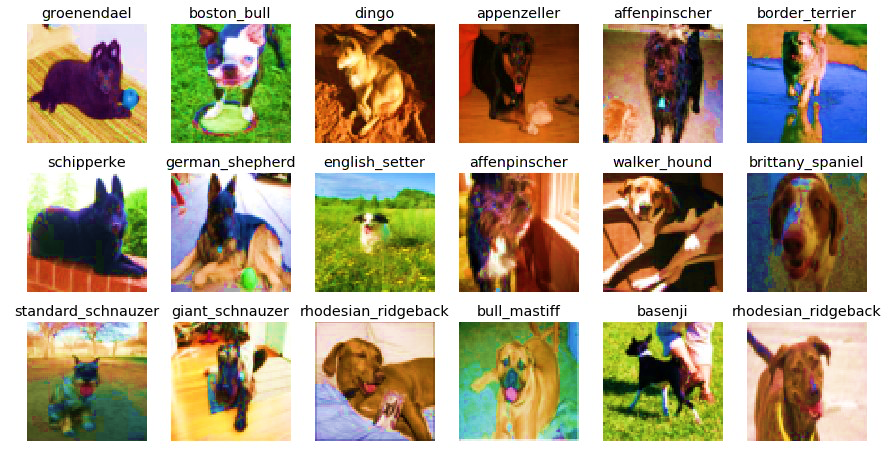 groenendael boston_bull dingo appenzeller affenpinscher border_terrier
schipperke german_shepherd english_setter affenpinscher walker_hound brittany_spaniel
standard_schnauzer giant_schnauzer rhodesian_ridgeback bull_mastiff basenji rhodesian_ridgeback